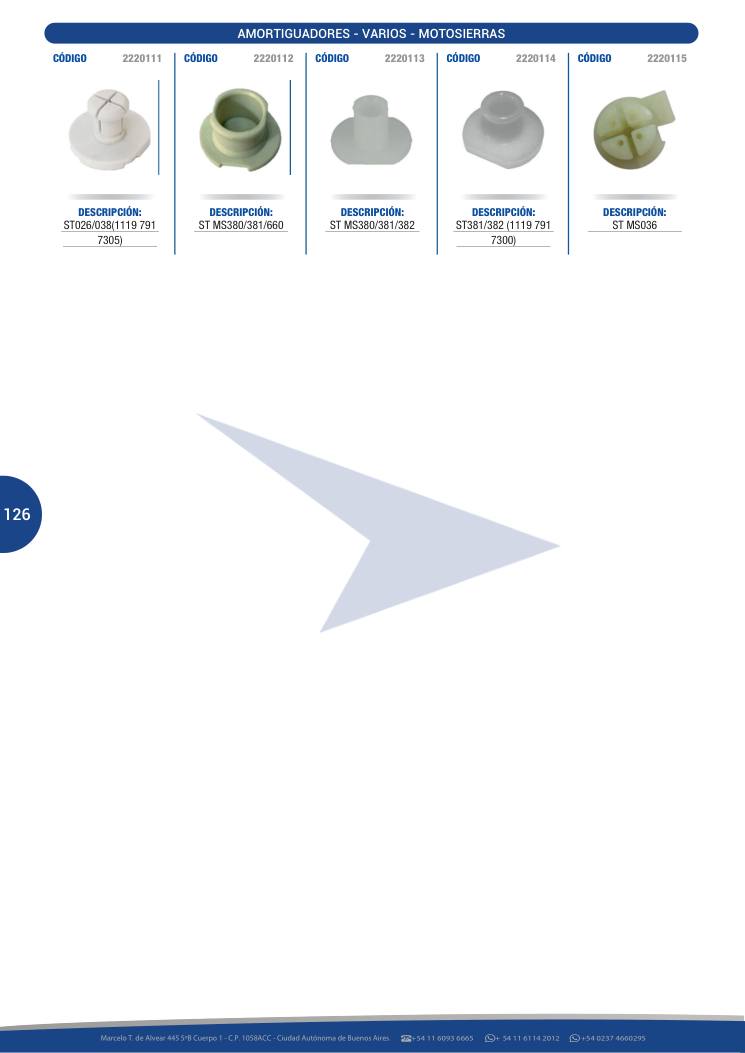 AMORTIGUADORES - VARIOS - MOTOSIERRAS
CÓDIGO 2220111
DESCRIPCIÓN:
ST026/038(1119 791
7305)
CÓDIGO 2220112
DESCRIPCIÓN:
ST MS380/381/660
CÓDIGO 2220113
DESCRIPCIÓN:
ST MS380/381/382
CÓDIGO 2220114
DESCRIPCIÓN:
ST381/382 (1119 791
7300)
CÓDIGO 2220115
DESCRIPCIÓN:
ST MS036
126
Marcelo T. de Alvear 445 5ºB Cuerpo 1 - C.P. 1058ACC - Ciudad Autónoma de Buenos Aires. +54 11 6093 6665 + 54 11 6114 2012 +54 0237 4660295